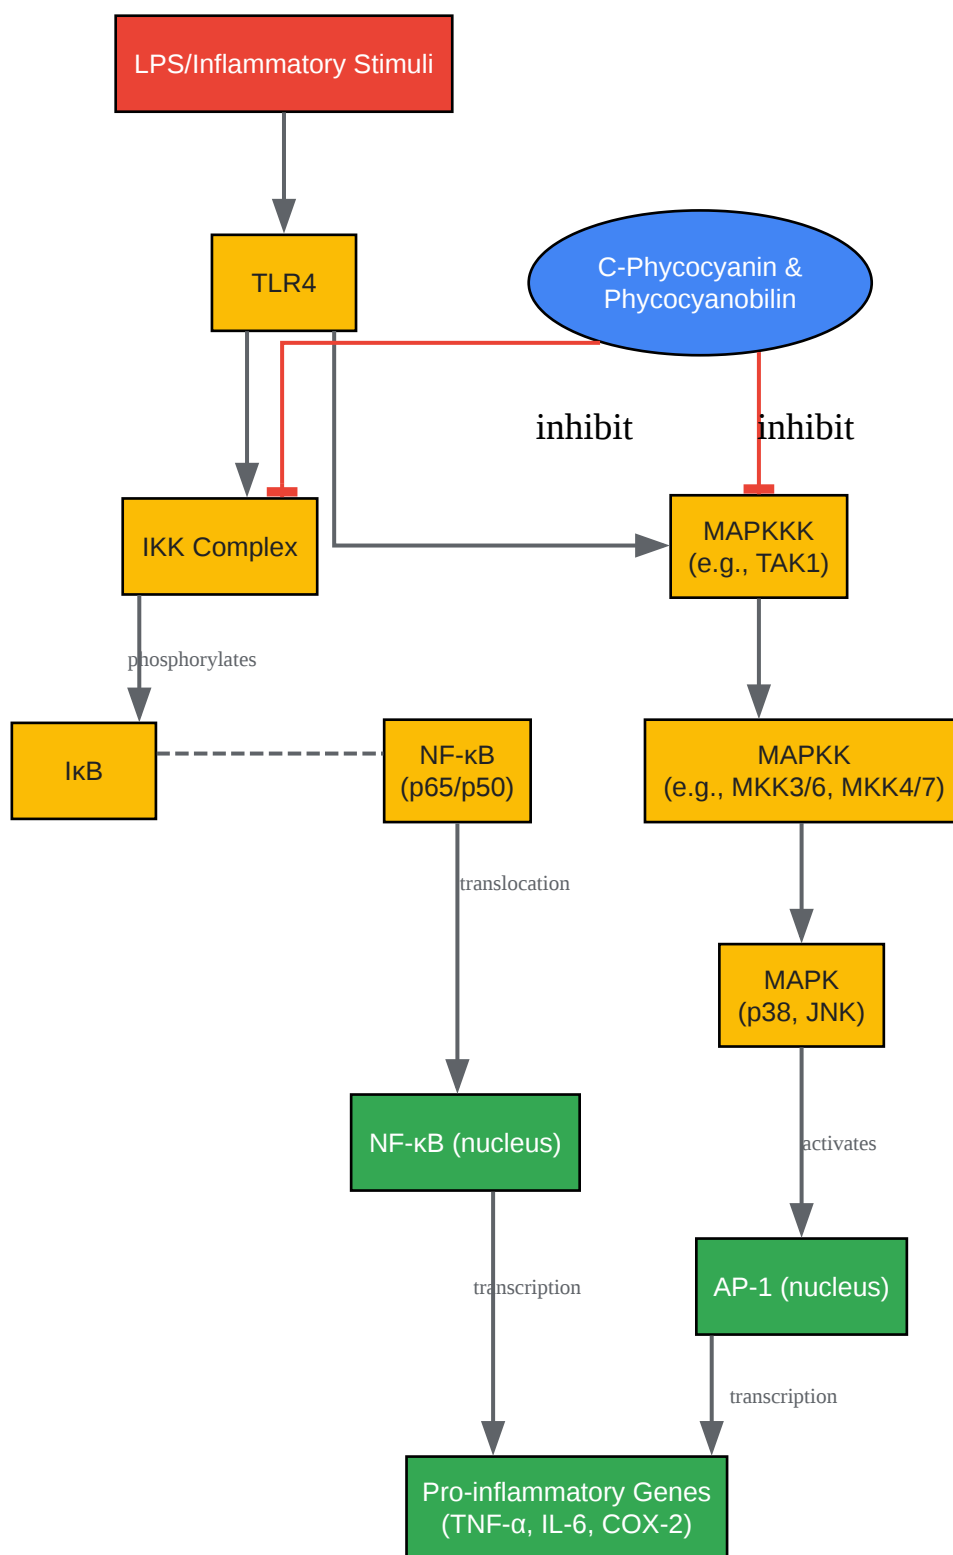 LPS/Inflammatory Stimuli
TLR4
C-Phycocyanin &
Phycocyanobilin
inhibit
inhibit
IKK Complex
MAPKKK
(e.g., TAK1)
phosphorylates
IκB
NF-κB
(p65/p50)
MAPKK
(e.g., MKK3/6, MKK4/7)
translocation
MAPK
(p38, JNK)
NF-κB (nucleus)
activates
AP-1 (nucleus)
transcription
transcription
Pro-inflammatory Genes
(TNF-α, IL-6, COX-2)